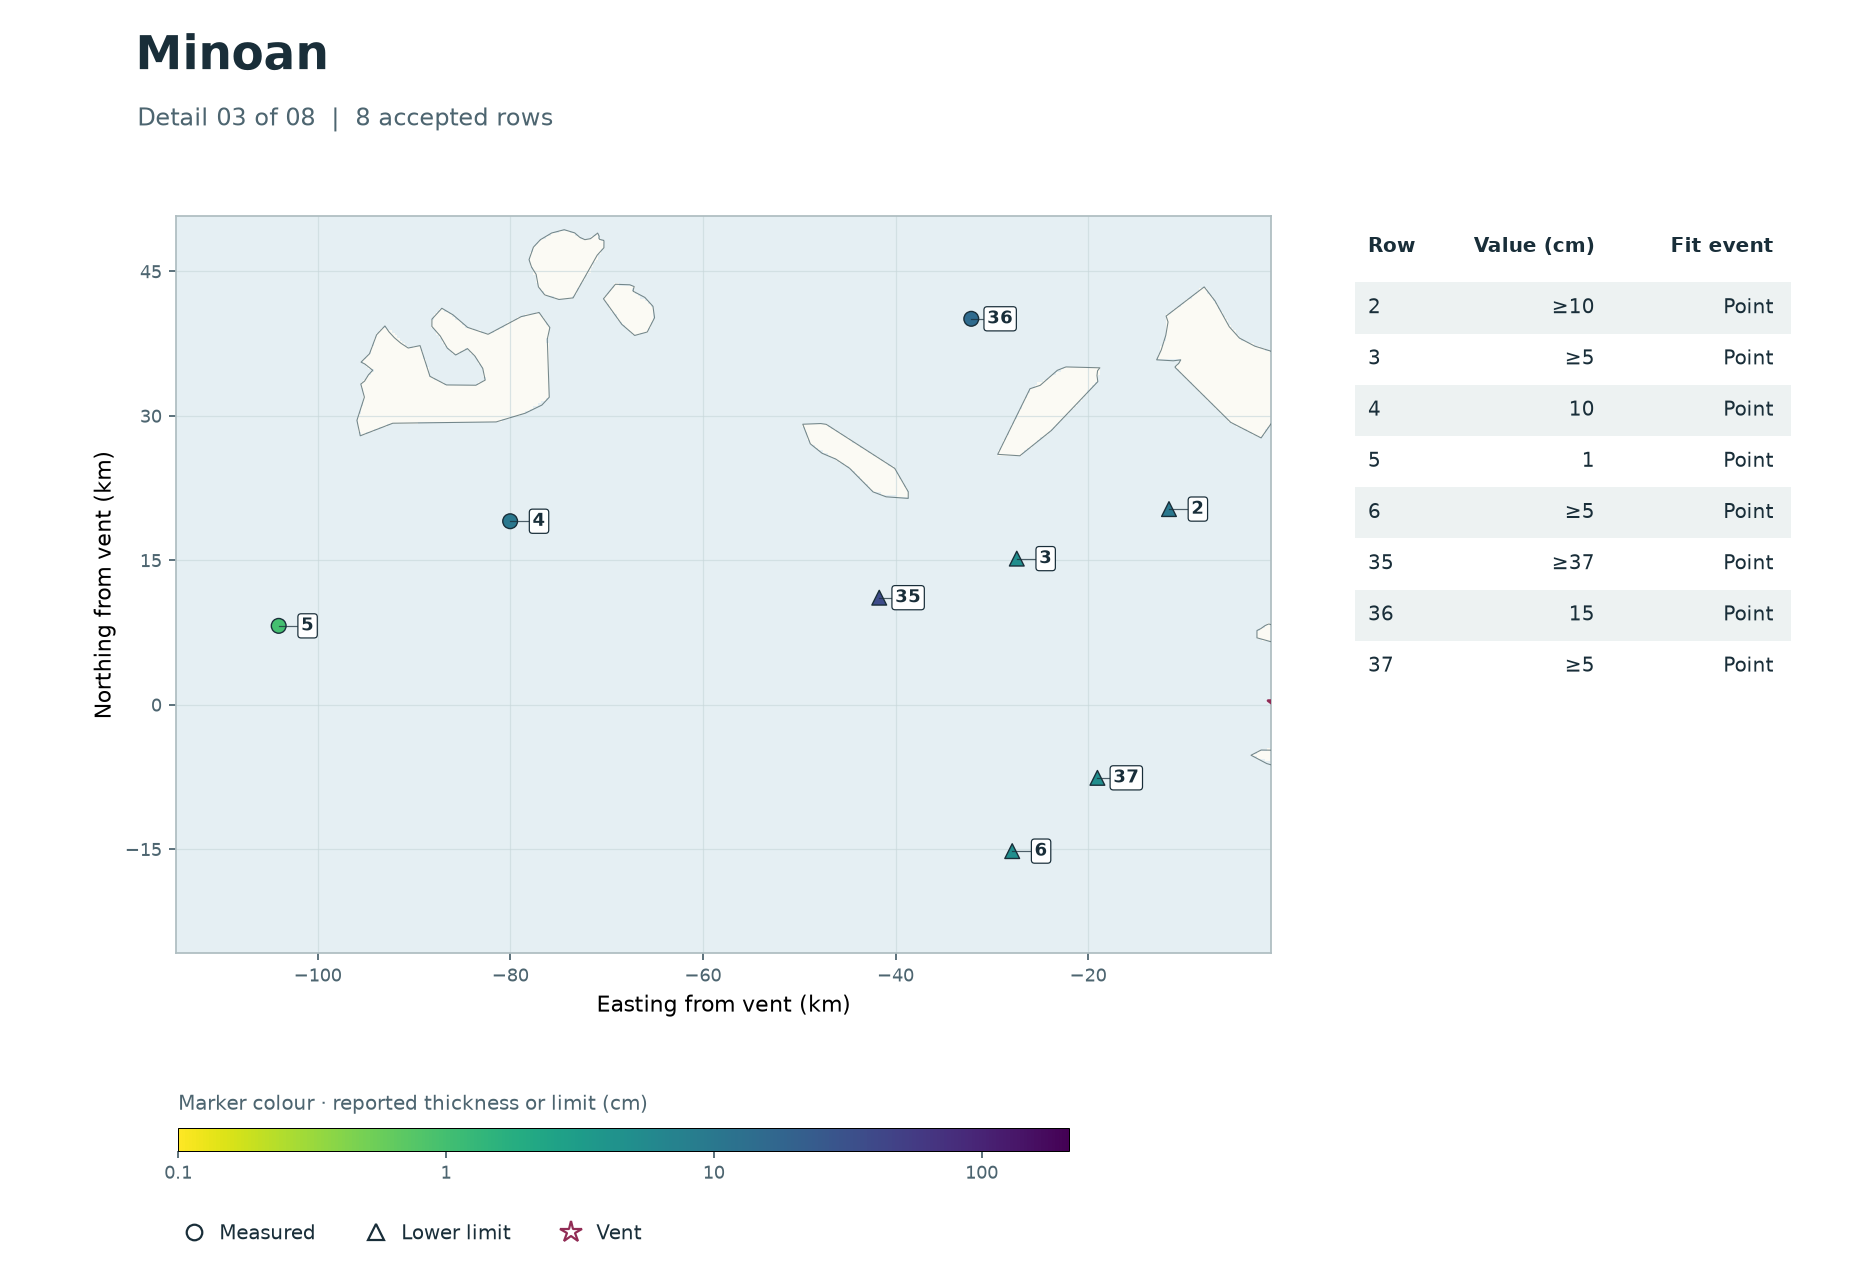 Minoan
Detail 03 of 08 | 8 accepted rows
Northing from vent (km)
45
30
15
0
−15
36
4
2
3
35
5
37
6
−100 −80 −60 −40 −20
Easting from vent (km)
Row Value (cm) Fit event
2 ≥10 Point
3 ≥5 Point
4 10 Point
5 1 Point
6 ≥5 Point
35 ≥37 Point
36 15 Point
37 ≥5 Point
Marker colour · reported thickness or limit (cm)
0.1 1 10 100
Measured Lower limit Vent